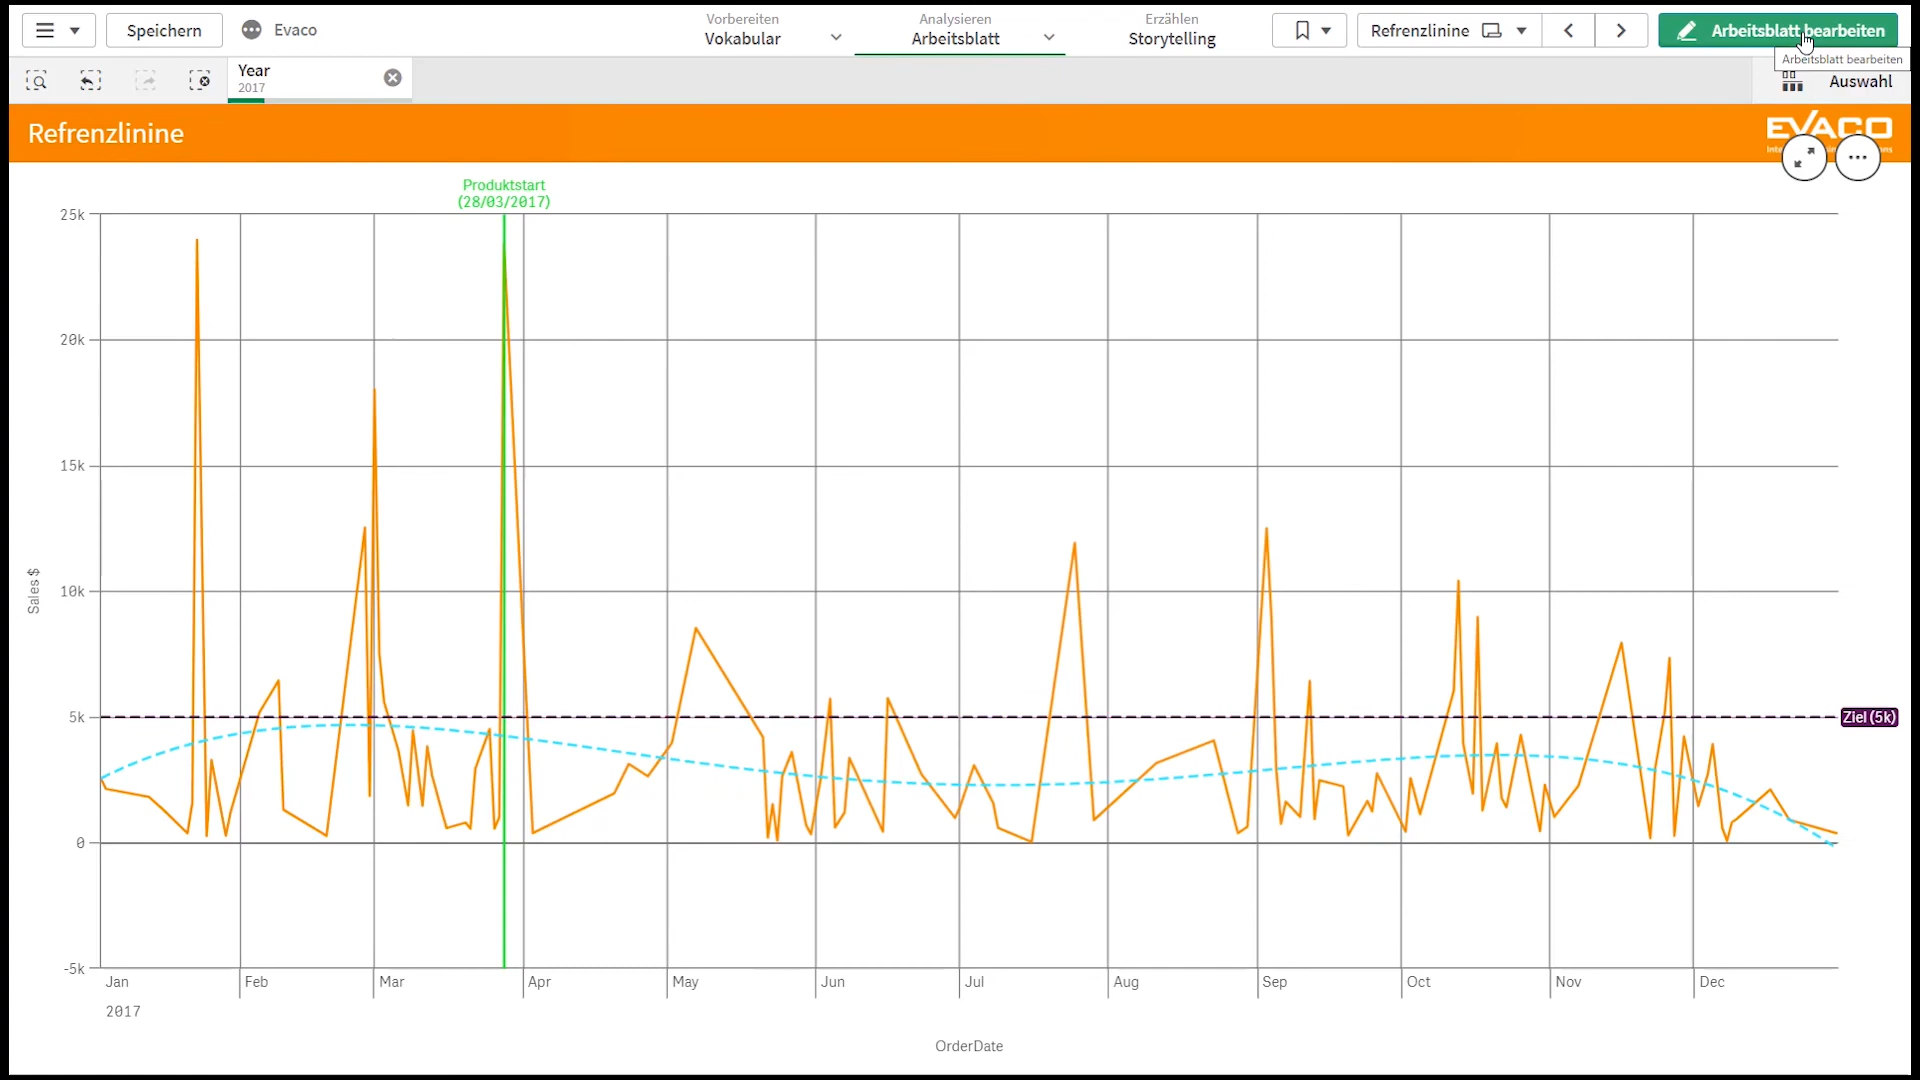 Speichern
Evaco
Vorbereiten
Vokabular
Analysieren
Arbeitsblatt
Erzählen
Storytelling
Refrenzlinine
Arbeitsblatt bearbeiten
Arbeitsblatt bearbeiten
Year
2017
Auswahl
Refrenzlinine
EVACO
Produktstart
(28/03/2017)
25k
20k
15k
10k
5k
0
-5k
Sales $
Ziel (5k)
Jan Feb Mar Apr May Jun Jul Aug Sep Oct Nov Dec
2017
OrderDate